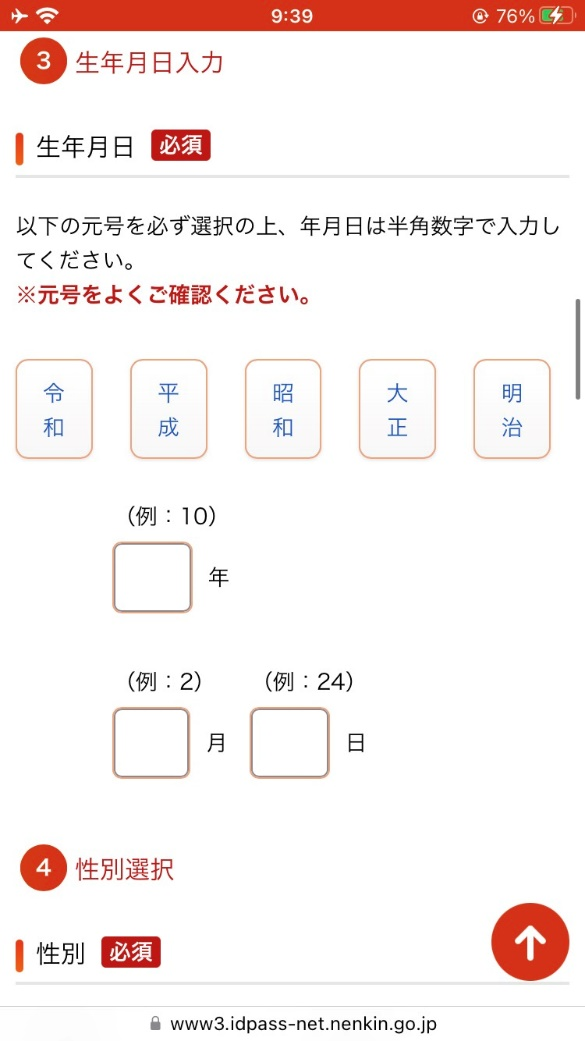 9:39
76%
3 生年月日入力
生年月日 必須
以下の元号を必ず選択の上、年月日は半角数字で入力し
てください。
※元号をよくご確認ください。
令和 平成 昭和 大正 明治
（例：10）
年
（例：2） （例：24）
月 日
4 性別選択
性別 必須
www3.idpass-net.nenkin.go.jp